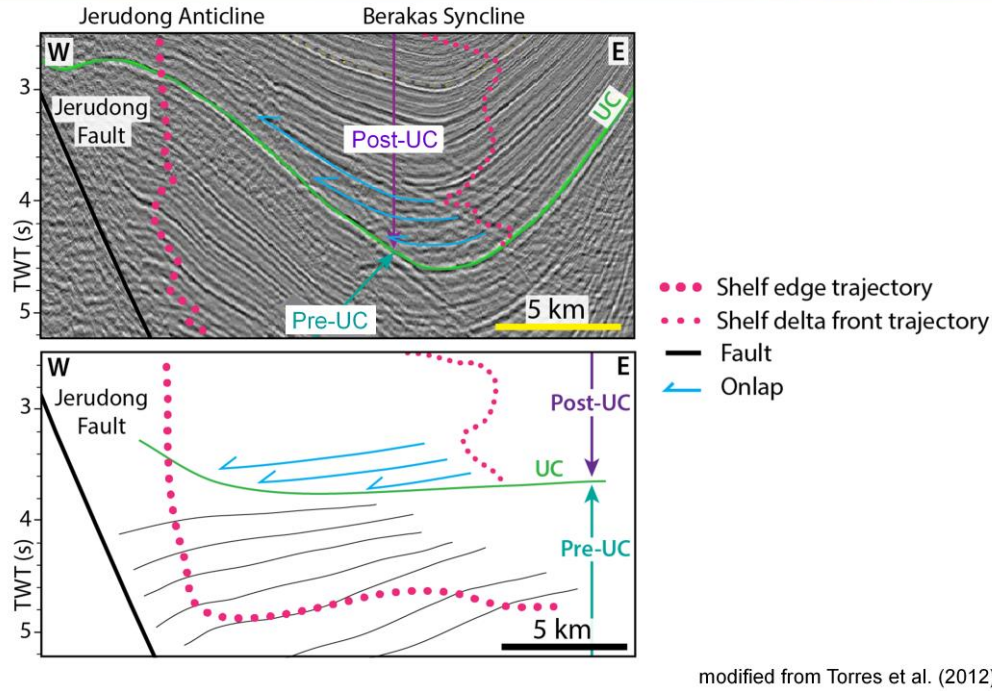 Jerudong Anticline
Berakas Syncline
W
E
3
Jerudong
Fault
UC
Post-UC
4
TWT (s)
5
Pre-UC
5 km
Shelf edge trajectory
Shelf delta front trajectory
Fault
Onlap
W
E
3
Jerudong
Fault
Post-UC
UC
4
TWT (s)
Pre-UC
5
5 km
modified from Torres et al. (2012)